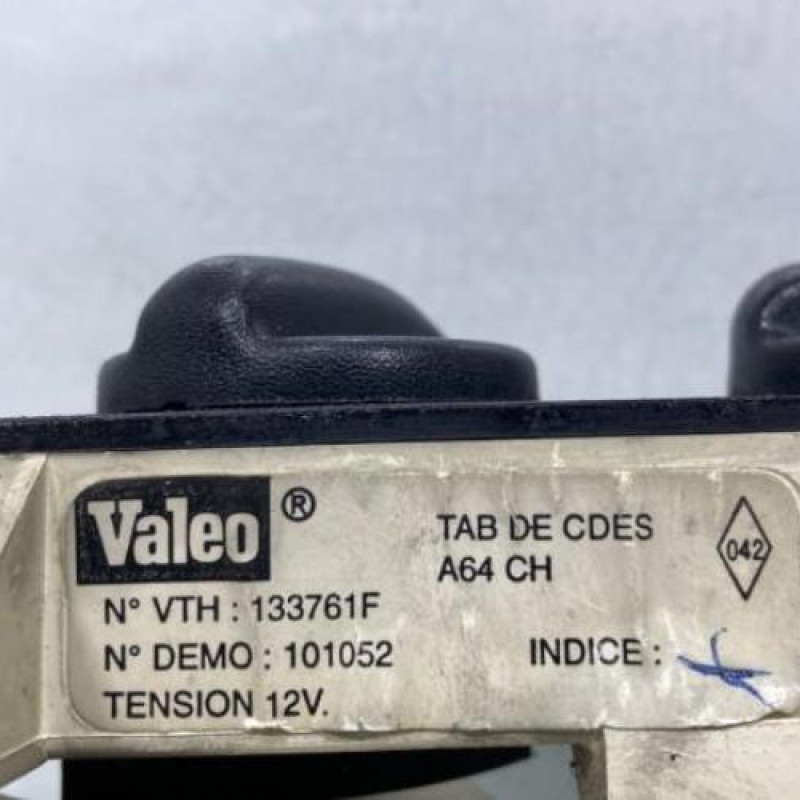 Valeo ®
TAB DE CDES
A64 CH
042
N° VTH : 133761F
N° DEMO : 101052
INDICE :
TENSION 12V.